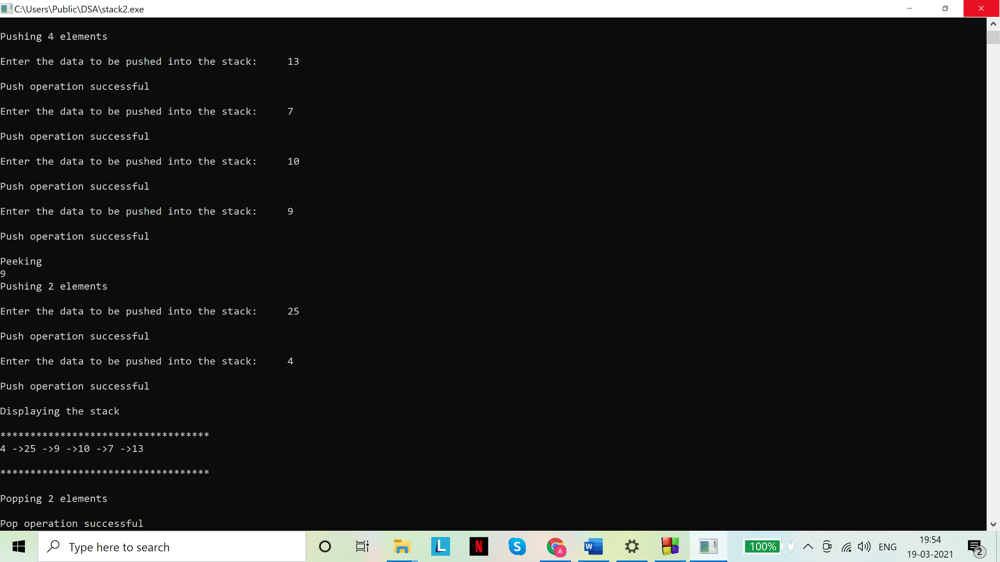 C:\Users\Public\DSA\stack2.exe
Pushing 4 elements
Enter the data to be pushed into the stack: 13
Push operation successful
Enter the data to be pushed into the stack: 7
Push operation successful
Enter the data to be pushed into the stack: 10
Push operation successful
Enter the data to be pushed into the stack: 9
Push operation successful
Peeking
9
Pushing 2 elements
Enter the data to be pushed into the stack: 25
Push operation successful
Enter the data to be pushed into the stack: 4
Push operation successful
Displaying the stack
***********************************
4 ->25 ->9 ->10 ->7 ->13
***********************************
Popping 2 elements
Pop operation successful
Type here to search
L
N
S
A
W
100%
ENG
19:54
19-03-2021
2